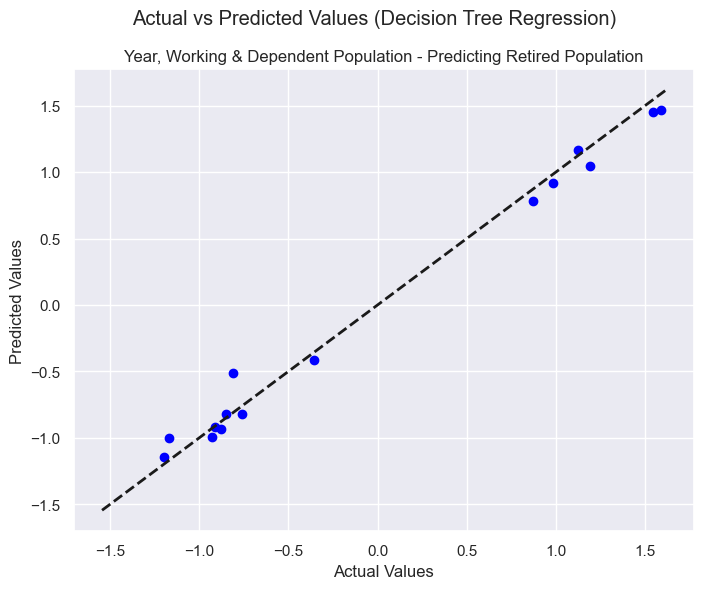 Actual vs Predicted Values (Decision Tree Regression)
Year, Working & Dependent Population - Predicting Retired Population
1.5
1.0
0.5
0.0
−0.5
−1.0
−1.5
Predicted Values
−1.5 −1.0 −0.5 0.0 0.5 1.0 1.5
Actual Values